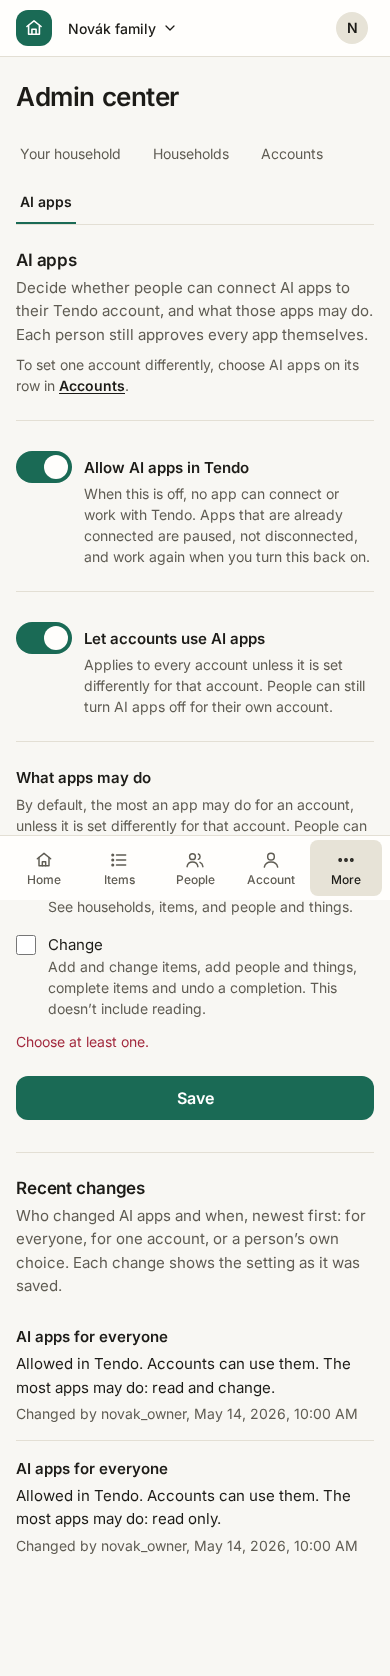 Novák family
N
Admin center
Your household
Households
Accounts
AI apps
AI apps
Decide whether people can connect AI apps to
their Tendo account, and what those apps may do.
Each person still approves every app themselves.
To set one account differently, choose AI apps on its
row in Accounts.
Allow AI apps in Tendo
When this is off, no app can connect or
work with Tendo. Apps that are already
connected are paused, not disconnected,
and work again when you turn this back on.
Let accounts use AI apps
Applies to every account unless it is set
differently for that account. People can still
turn AI apps off for their own account.
What apps may do
By default, the most an app may do for an account,
unless it is set differently for that account. People can
Home
Items
People
Account
More
See households, items, and people and things.
Change
Add and change items, add people and things,
complete items and undo a completion. This
doesn’t include reading.
Choose at least one.
Save
Recent changes
Who changed AI apps and when, newest first: for
everyone, for one account, or a person’s own
choice. Each change shows the setting as it was
saved.
AI apps for everyone
Allowed in Tendo. Accounts can use them. The
most apps may do: read and change.
Changed by novak_owner, May 14, 2026, 10:00 AM
AI apps for everyone
Allowed in Tendo. Accounts can use them. The
most apps may do: read only.
Changed by novak_owner, May 14, 2026, 10:00 AM